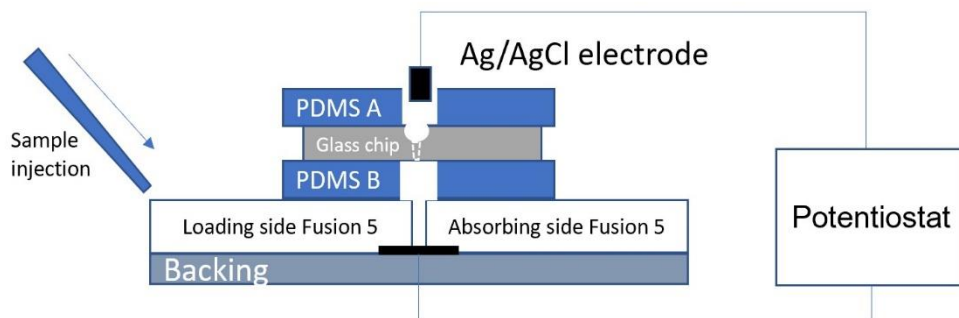 Ag/AgCl electrode
PDMS A
Sample
injection
Glass chip
PDMS B
Potentiostat
Loading side Fusion 5
Absorbing side Fusion 5
Backing